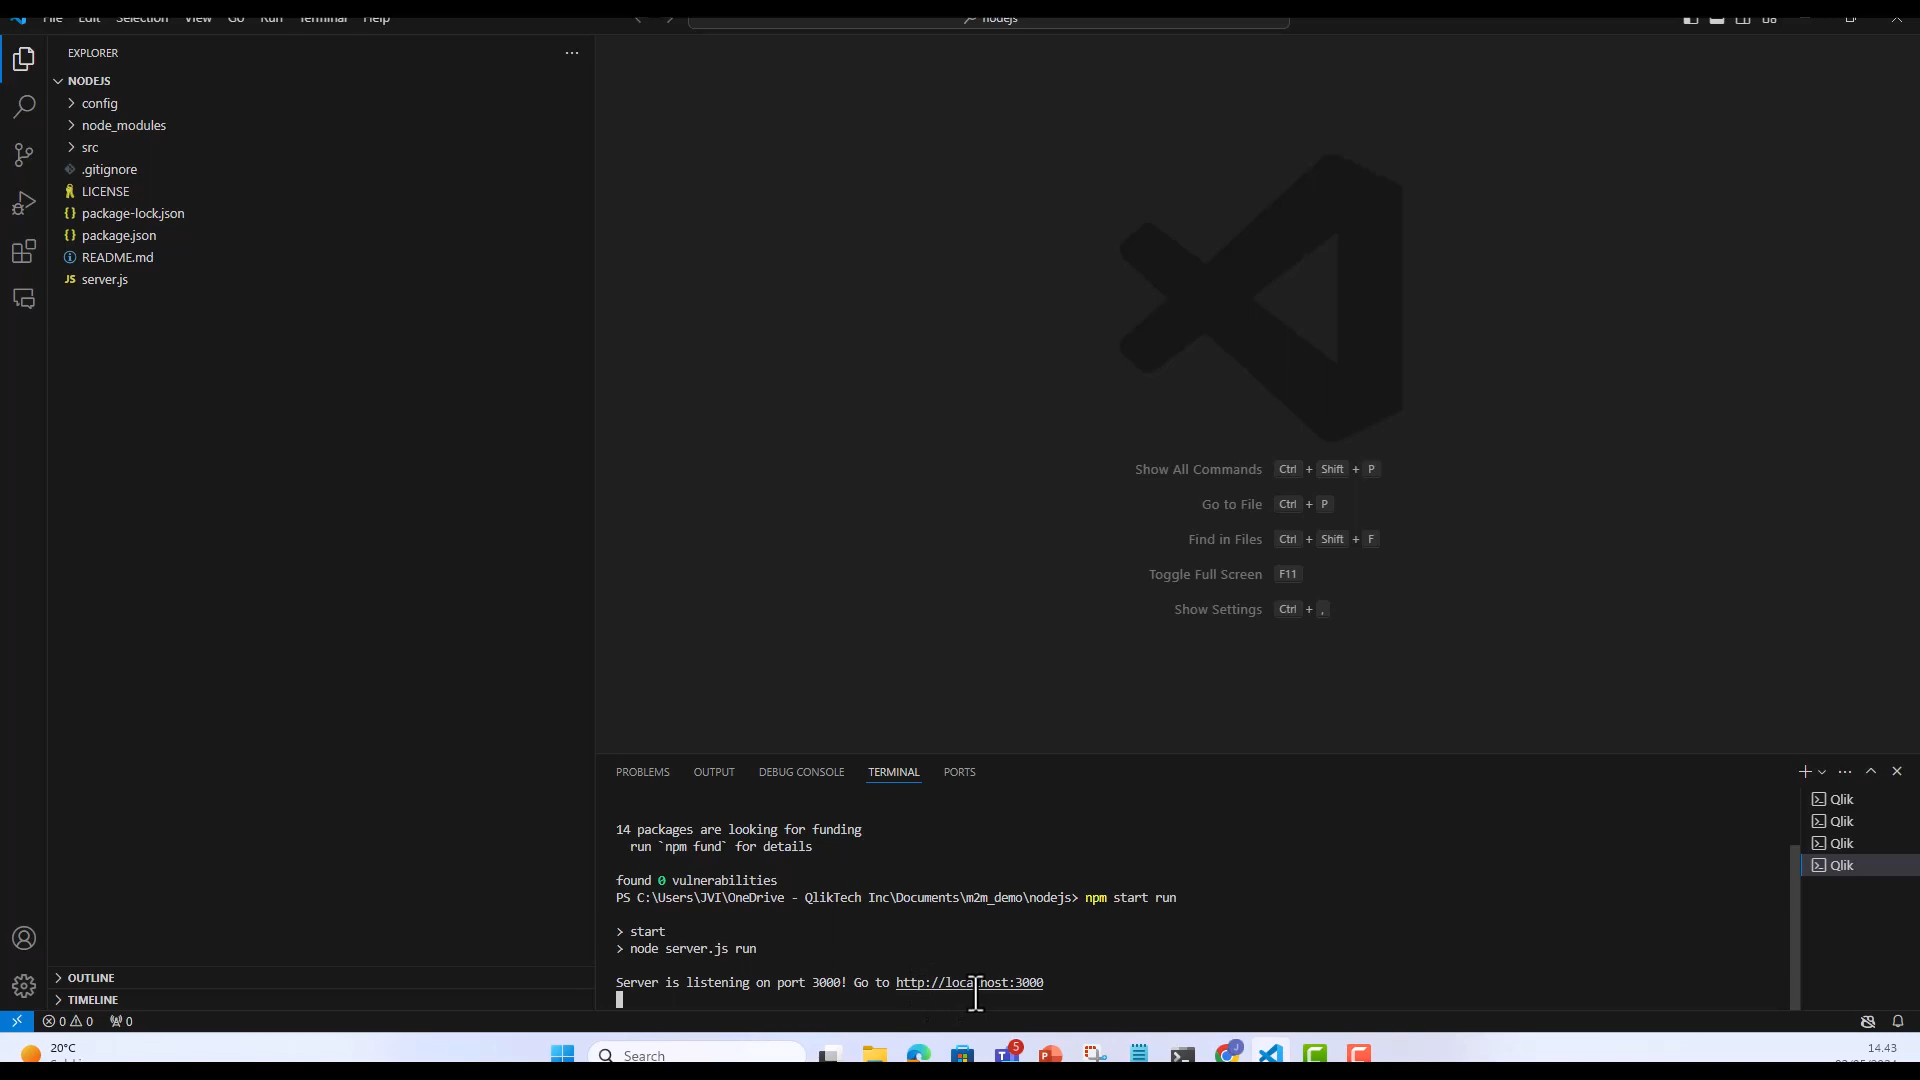 File Edit Selection View Go Run Terminal Help
nodejs
EXPLORER
NODEJS
config
node_modules
src
.gitignore
LICENSE
package-lock.json
package.json
README.md
JS server.js
Show All Commands Ctrl + Shift + P
Go to File Ctrl + P
Find in Files Ctrl + Shift + F
Toggle Full Screen F11
Show Settings Ctrl + ,
PROBLEMS OUTPUT DEBUG CONSOLE TERMINAL PORTS
Qlik
Qlik
Qlik
Qlik
14 packages are looking for funding
run `npm fund` for details
found 0 vulnerabilities
PS C:\Users\JVI\OneDrive - QlikTech Inc\Documents\m2m_demo\nodejs> npm start run
> start
> node server.js run
Server is listening on port 3000! Go to http://localhost:3000
OUTLINE
TIMELINE
0 0 0
20°C
Search
5
J
14.43